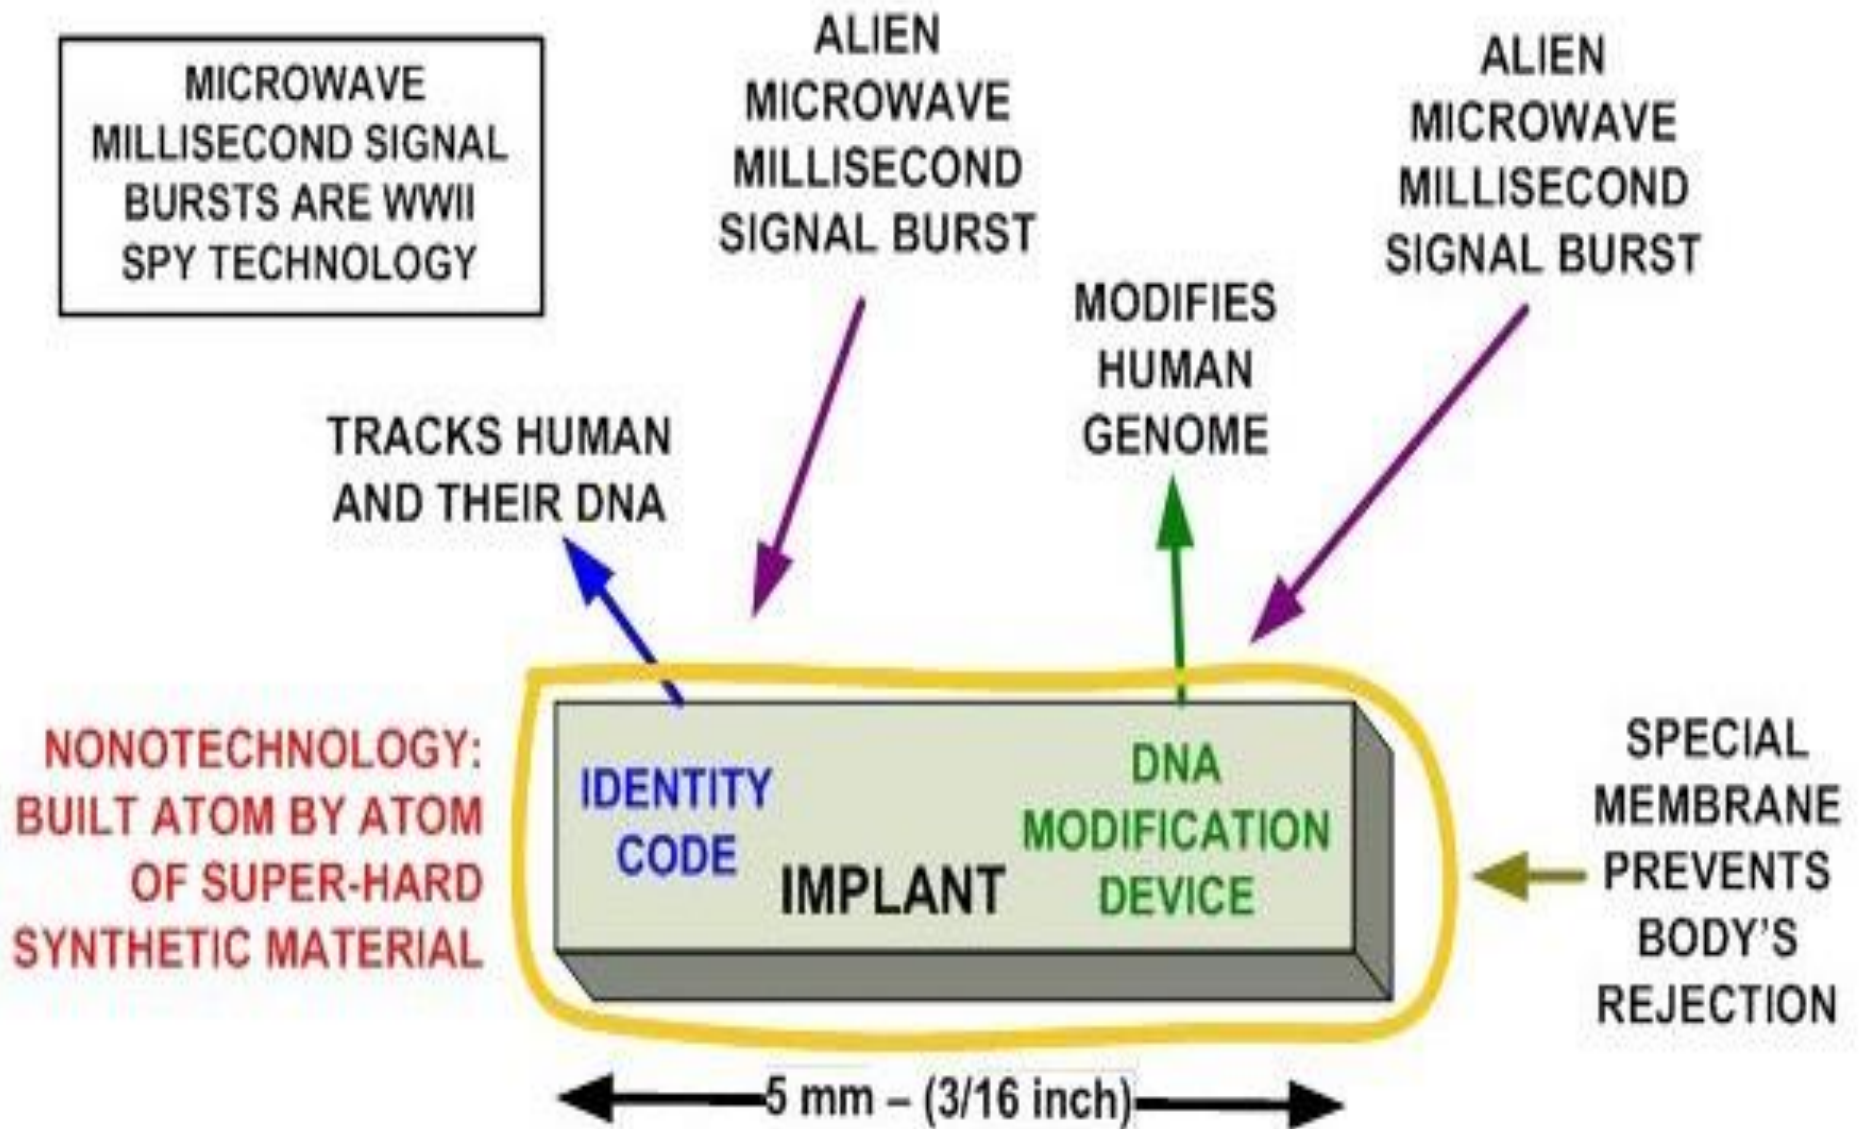 MICROWAVE
MILLISECOND SIGNAL
BURSTS ARE WWII
SPY TECHNOLOGY
ALIEN
MICROWAVE
MILLISECOND
SIGNAL BURST
ALIEN
MICROWAVE
MILLISECOND
SIGNAL BURST
MODIFIES
HUMAN
GENOME
TRACKS HUMAN
AND THEIR DNA
NONOTECHNOLOGY:
BUILT ATOM BY ATOM
OF SUPER-HARD
SYNTHETIC MATERIAL
IDENTITY
CODE
IMPLANT
DNA
MODIFICATION
DEVICE
SPECIAL
MEMBRANE
PREVENTS
BODY'S
REJECTION
5 mm – (3/16 inch)